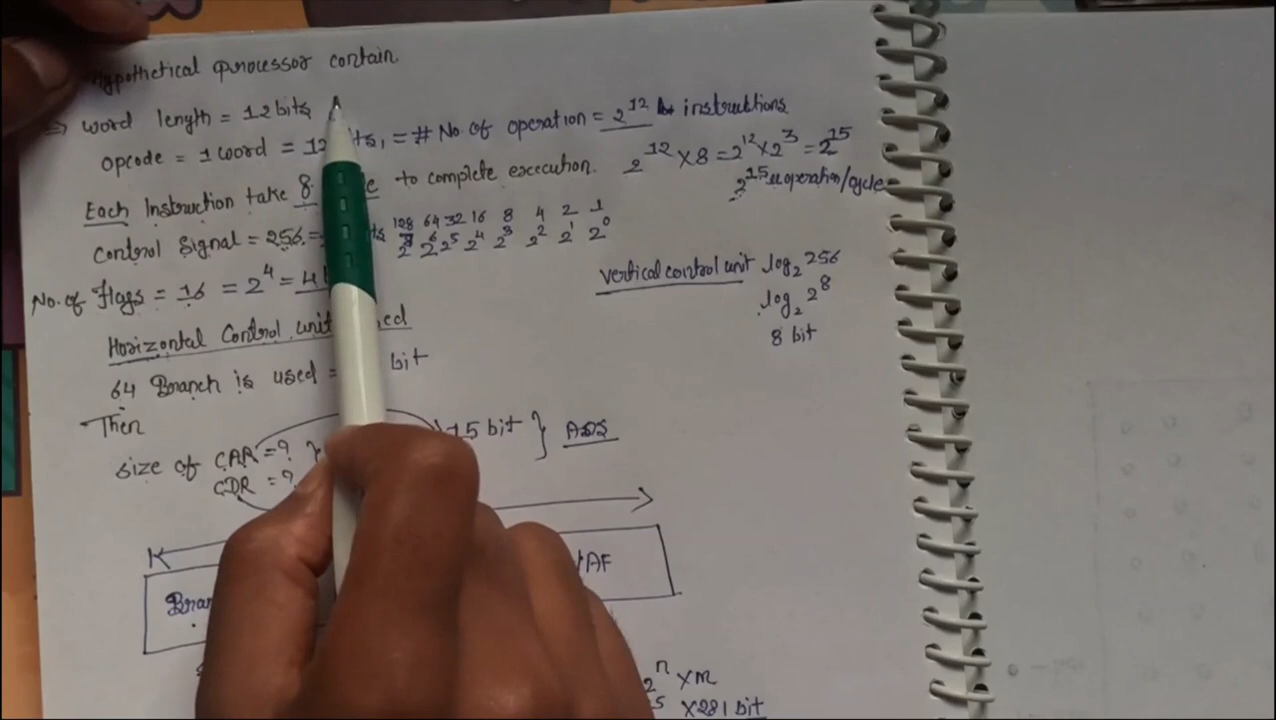 Hypothetical processor contain
⇒ word length = 12 bits
opcode = 1 word = 12 bits, = # No. of operation = 2^12 instructions
Each Instruction take 8 to complete execution. 2^12 × 8 = 2^12 × 2^3 = 2^15
2^15 μoperation/cycle
128 64 32 16 8 4 2 1
Control Signal = 256 = 2^6 2^5 2^4 2^3 2^2 2^1 2^0
No. of Flags = 16 = 2^4 = 4
Vertical control unit log₂ 256
log₂ 2^8
8 bit
Horizontal Control unit
64 Branch is used = bit
Then
size of CAR = ? } 15 bit } Ans
CDR = ?
AF
2^n × m
× 281 bit